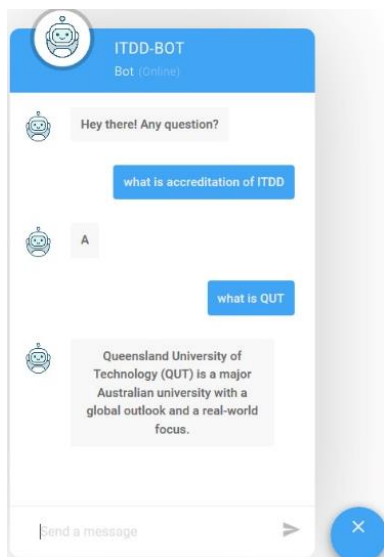 ITDD-BOT
Bot (Online)
Hey there! Any question?
what is accreditation of ITDD
A
what is QUT
Queensland University of
Technology (QUT) is a major
Australian university with a
global outlook and a real-world
focus.
Send a message